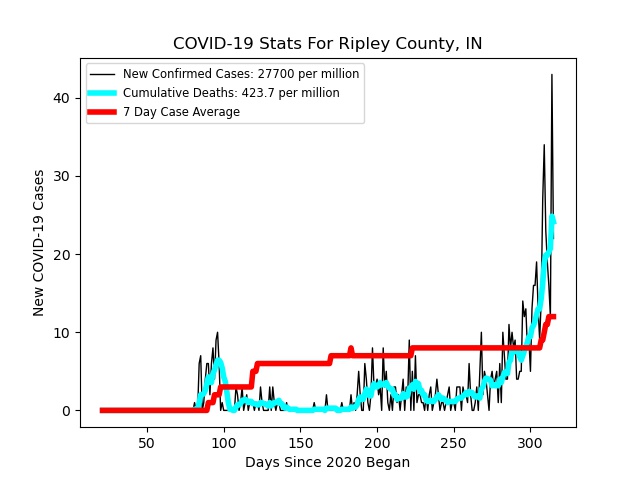 COVID-19 Stats For Ripley County, IN
New Confirmed Cases: 27700 per million
Cumulative Deaths: 423.7 per million
7 Day Case Average
New COVID-19 Cases
40
30
20
10
0
50 100 150 200 250 300
Days Since 2020 Began